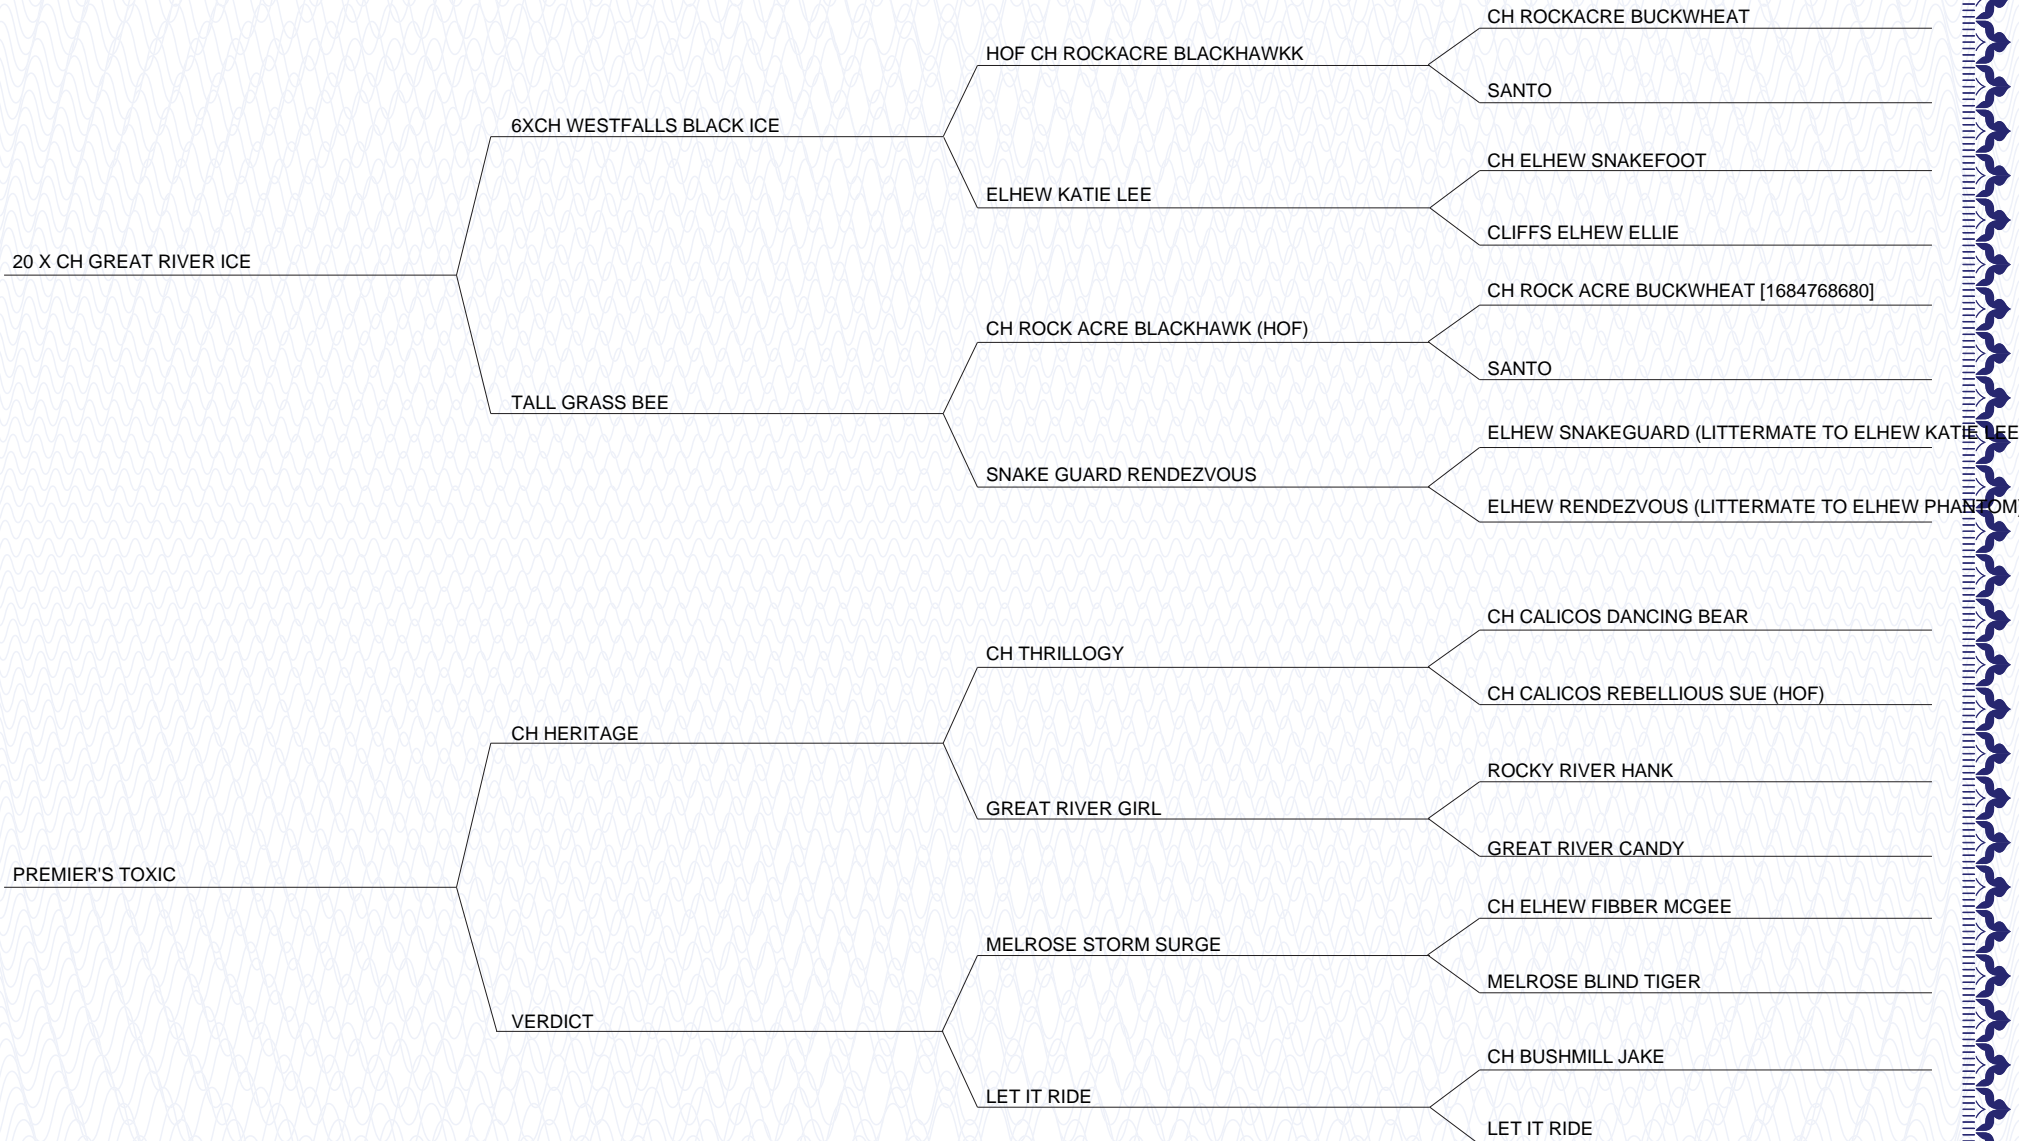 CH ROCKACRE BUCKWHEAT
HOF CH ROCKACRE BLACKHAWKK
SANTO
6XCH WESTFALLS BLACK ICE
CH ELHEW SNAKEFOOT
ELHEW KATIE LEE
CLIFFS ELHEW ELLIE
20 X CH GREAT RIVER ICE
CH ROCK ACRE BUCKWHEAT [1684768680]
CH ROCK ACRE BLACKHAWK (HOF)
SANTO
TALL GRASS BEE
ELHEW SNAKEGUARD (LITTERMATE TO ELHEW KATIE LEE
SNAKE GUARD RENDEZVOUS
ELHEW RENDEZVOUS (LITTERMATE TO ELHEW PHANTOM)
CH CALICOS DANCING BEAR
CH THRILLOGY
CH CALICOS REBELLIOUS SUE (HOF)
CH HERITAGE
ROCKY RIVER HANK
GREAT RIVER GIRL
GREAT RIVER CANDY
PREMIER'S TOXIC
CH ELHEW FIBBER MCGEE
MELROSE STORM SURGE
MELROSE BLIND TIGER
VERDICT
CH BUSHMILL JAKE
LET IT RIDE
LET IT RIDE